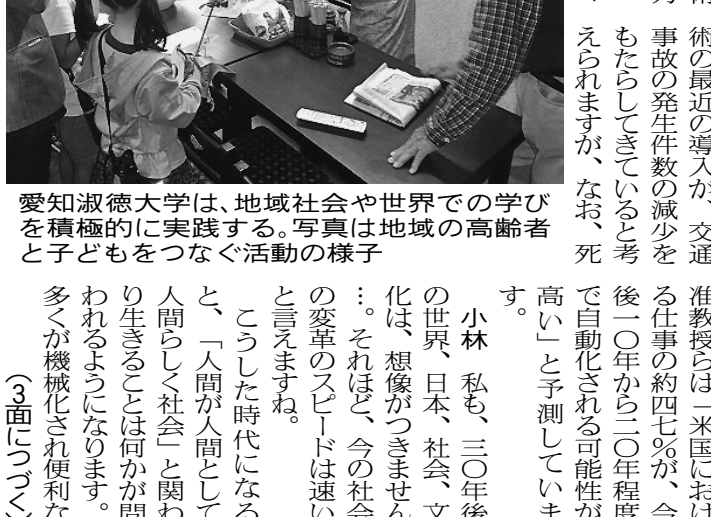 術の最近の導入が、交通
事故の発生件数の減少を
もたらしてきていると考
えられますが、なお、死
愛知淑徳大学は、地域社会や世界での学び
を積極的に実践する。写真は地域の高齢者
と子どもをつなぐ活動の様子
准教授らは「米国におけ
る仕事の約四七％が、今
後一〇年から二〇年程度
で自動化される可能性が
高い」と予測していま
す。
小林　私も、三〇年後
の世界、日本、社会、文
化は、想像がつきません
…。それほど、今の社会
の変革のスピードは速い
と言えますね。
こうした時代になる
と、「人間が人間として
人間らしく社会」と関わ
り生きることは何かが問
われるようになります。
多くが機械化され便利な
（3面につづく）